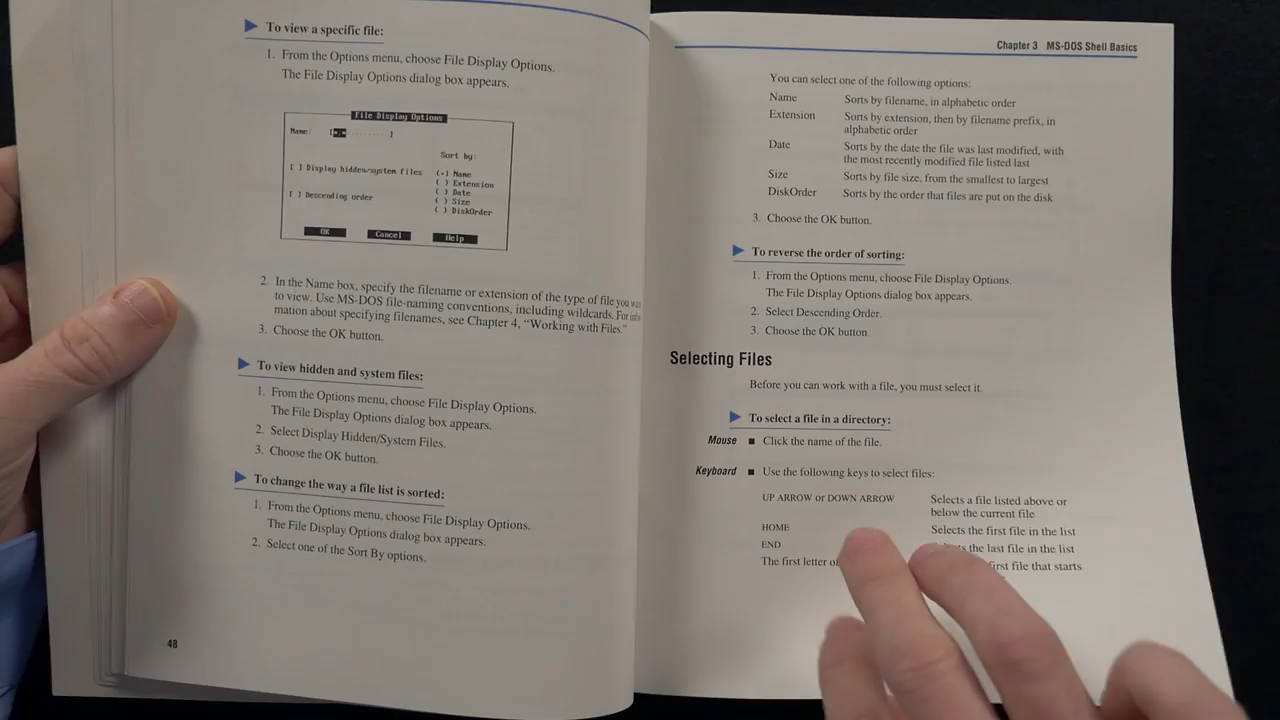 To view a specific file:
1. From the Options menu, choose File Display Options.
The File Display Options dialog box appears.
File Display Options
Name: [*.*·········]
Sort by:
[ ] Display hidden/system files
(•) Name
( ) Extension
( ) Date
[ ] Descending order
( ) Size
( ) DiskOrder
OK Cancel Help
2. In the Name box, specify the filename or extension of the type of file you
to view. Use MS-DOS file-naming conventions, including wildcards. For
mation about specifying filenames, see Chapter 4, “Working with Files.”
3. Choose the OK button.
To view hidden and system files:
1. From the Options menu, choose File Display Options.
The File Display Options dialog box appears.
2. Select Display Hidden/System Files.
3. Choose the OK button.
To change the way a file list is sorted:
1. From the Options menu, choose File Display Options.
The File Display Options dialog box appears.
2. Select one of the Sort By options.
48
Chapter 3 MS-DOS Shell Basics
You can select one of the following options:
Name Sorts by filename, in alphabetic order
Extension Sorts by extension, then by filename prefix, in
alphabetic order
Date Sorts by the date the file was last modified, with
the most recently modified file listed last
Size Sorts by file size, from the smallest to largest
DiskOrder Sorts by the order that files are put on the disk
3. Choose the OK button.
To reverse the order of sorting:
1. From the Options menu, choose File Display Options.
The File Display Options dialog box appears.
2. Select Descending Order.
3. Choose the OK button.
Selecting Files
Before you can work with a file, you must select it.
To select a file in a directory:
Mouse ■ Click the name of the file.
Keyboard ■ Use the following keys to select files:
UP ARROW or DOWN ARROW Selects a file listed above or
below the current file
HOME Selects the first file in the list
END the last file in the list
The first letter first file that starts